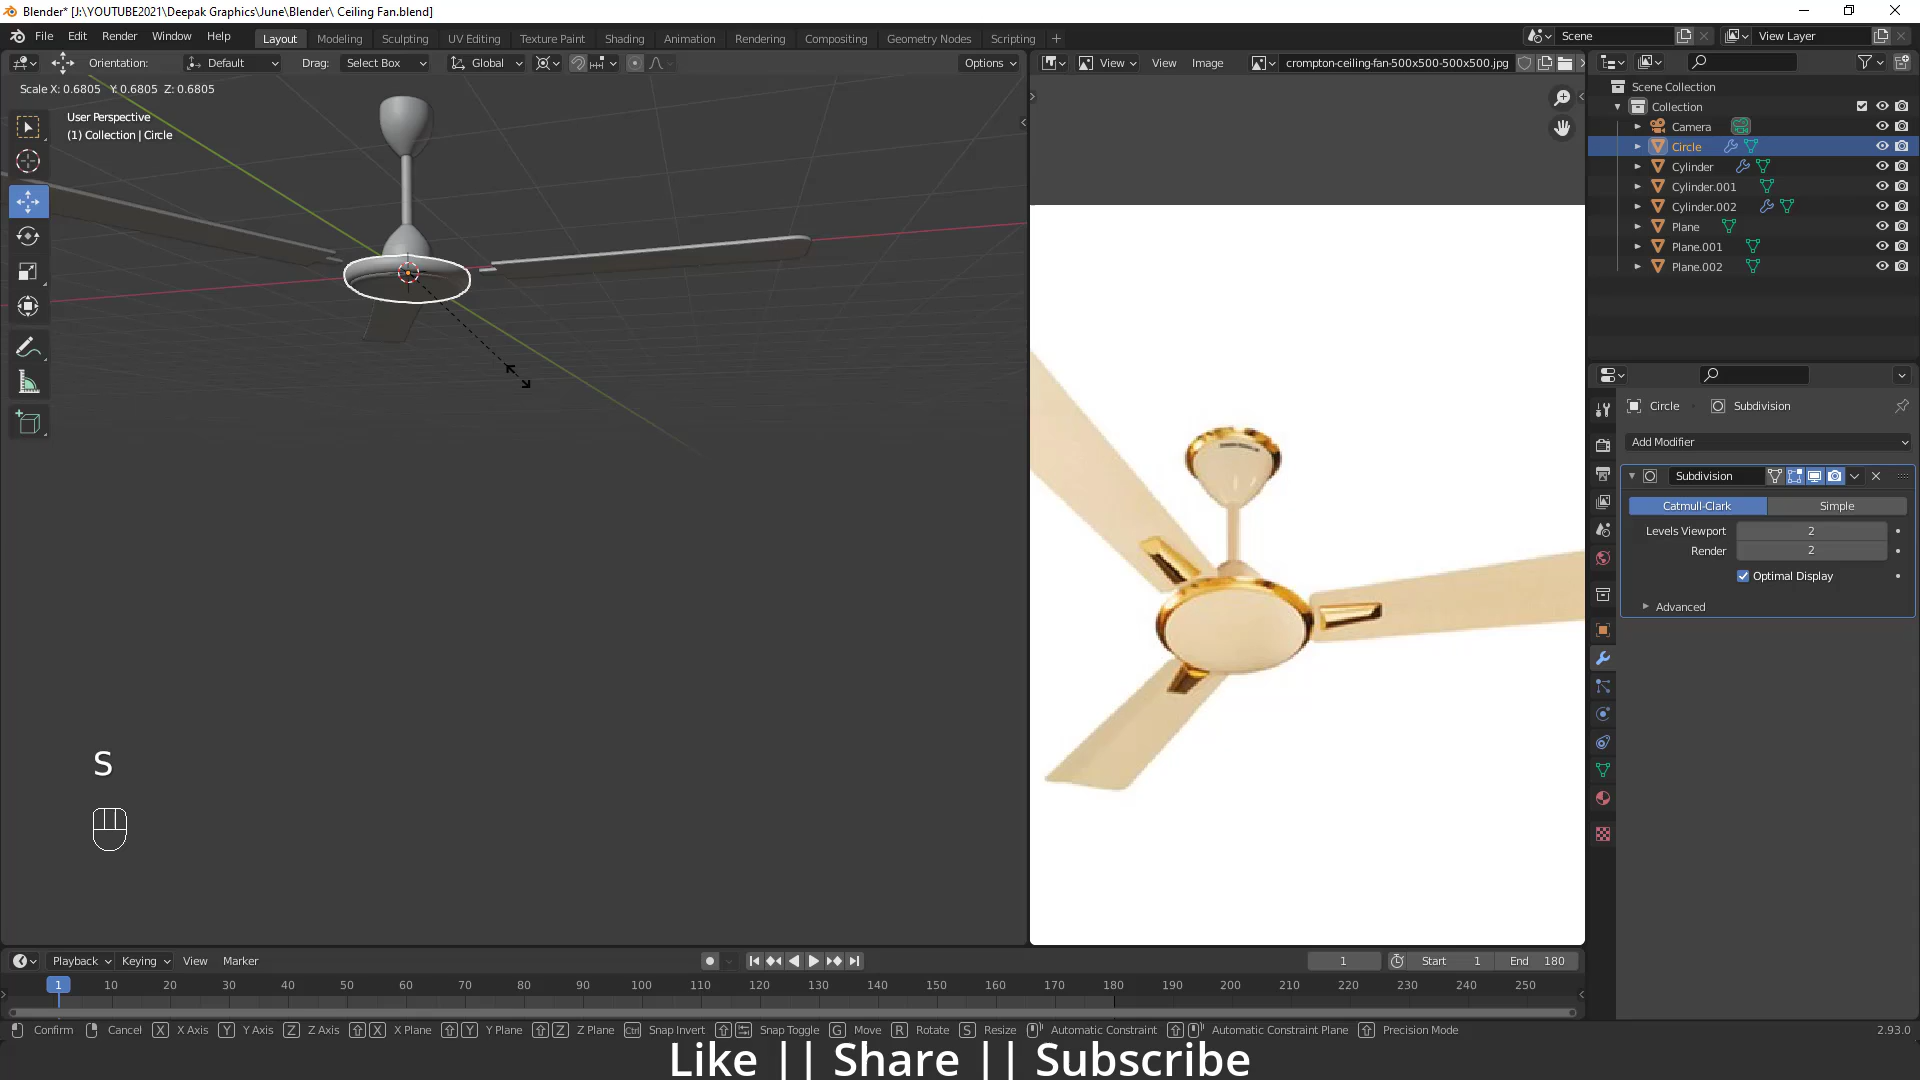 Blender* [J:\YOUTUBE2021\Deepak Graphics\June\Blender\ Ceiling Fan.blend]
File Edit Render Window Help Layout Modeling Sculpting UV Editing Texture Paint Shading Animation Rendering Compositing Geometry Nodes Scripting + Scene View Layer
Orientation: Default Drag: Select Box Global Options View View Image crompton-ceiling-fan-500x500-500x500.jpg
Scale X: 0.6805 Y: 0.6805 Z: 0.6805
User Perspective
(1) Collection | Circle
Scene Collection
Collection
Camera
Circle
Cylinder
Cylinder.001
Cylinder.002
Plane
Plane.001
Plane.002
Circle Subdivision
Add Modifier
Subdivision
Catmull-Clark Simple
Levels Viewport 2
Render 2
Optimal Display
Advanced
S
Playback Keying View Marker 1 Start 1 End 180
1 10 20 30 40 50 60 70 80 90 100 110 120 130 140 150 160 170 180 190 200 210 220 230 240 250
Confirm Cancel X X Axis Y Y Axis Z Z Axis X X Plane Y Y Plane Z Z Plane Ctrl Snap Invert Snap Toggle G Move R Rotate S Resize Automatic Constraint Automatic Constraint Plane Precision Mode 2.93.0
Like || Share || Subscribe